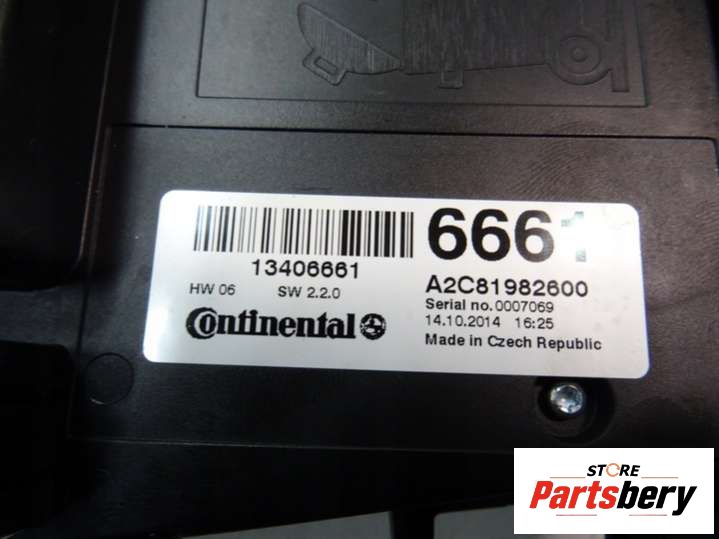 6661
13406661
A2C81982600
HW 06 SW 2.2.0
Serial no.0007069
14.10.2014 16:25
Continental
Made in Czech Republic
STORE
Partsbery